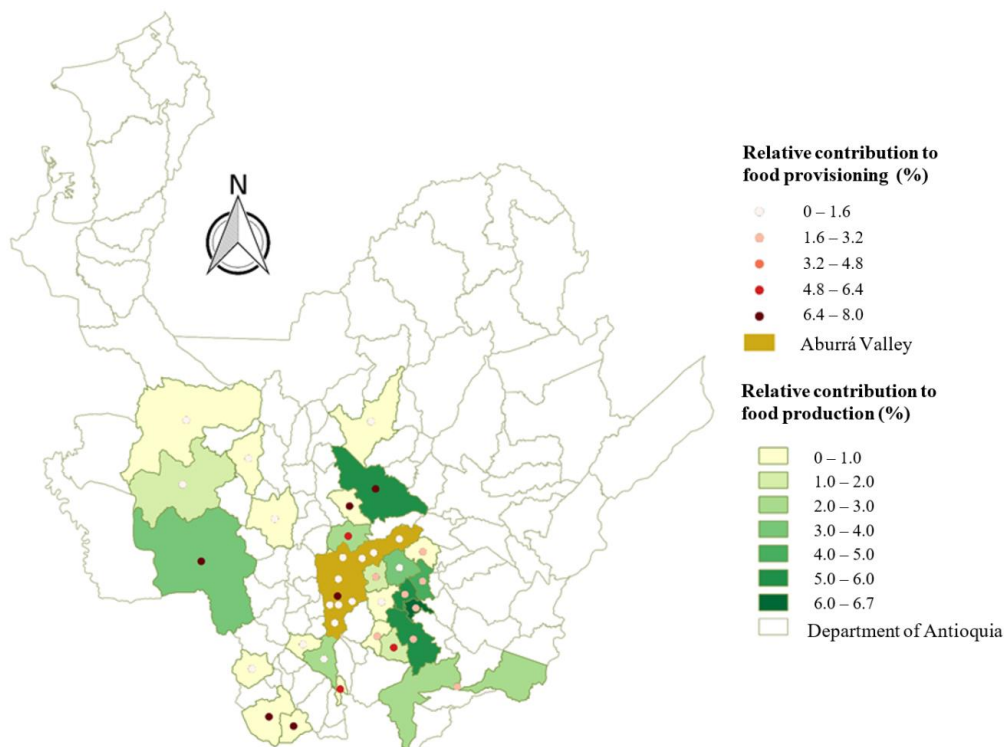 N
Relative contribution to
food provisioning (%)
0 – 1.6
1.6 – 3.2
3.2 – 4.8
4.8 – 6.4
6.4 – 8.0
Aburrá Valley
Relative contribution to
food production (%)
0 – 1.0
1.0 – 2.0
2.0 – 3.0
3.0 – 4.0
4.0 – 5.0
5.0 – 6.0
6.0 – 6.7
Department of Antioquia